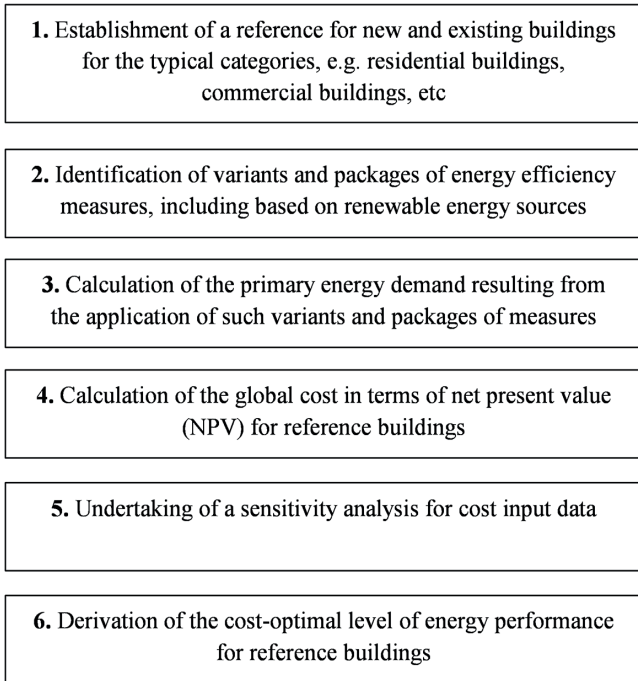 1. Establishment of a reference for new and existing buildings
for the typical categories, e.g. residential buildings,
commercial buildings, etc
2. Identification of variants and packages of energy efficiency
measures, including based on renewable energy sources
3. Calculation of the primary energy demand resulting from
the application of such variants and packages of measures
4. Calculation of the global cost in terms of net present value
(NPV) for reference buildings
5. Undertaking of a sensitivity analysis for cost input data
6. Derivation of the cost-optimal level of energy performance
for reference buildings